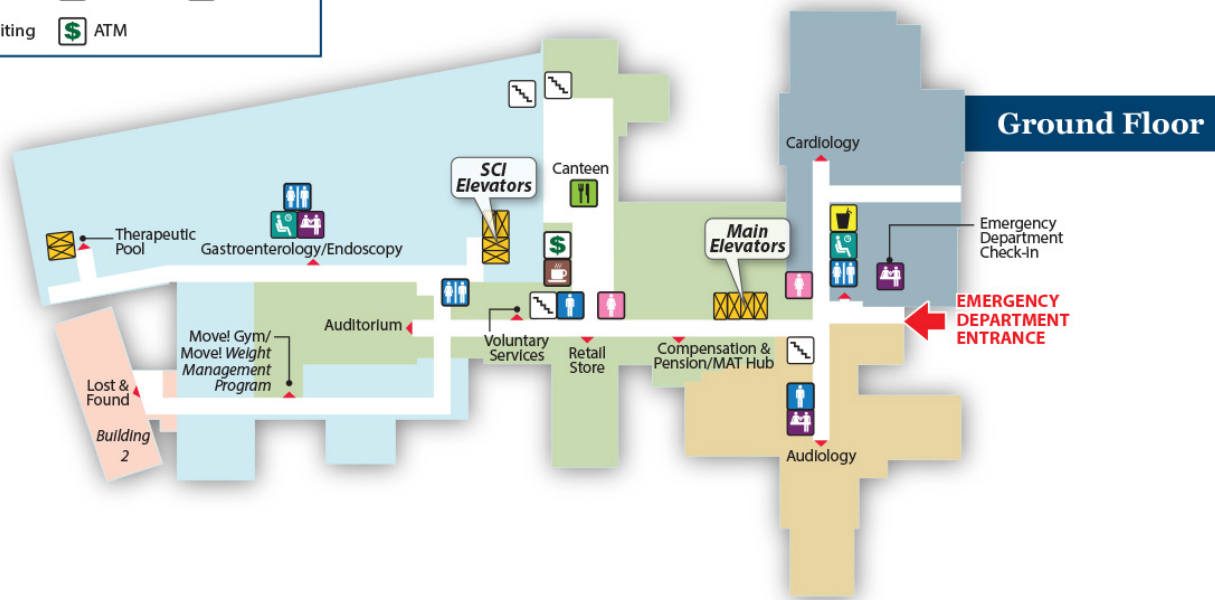 iting
$ ATM
Ground Floor
SCI
Elevators
Canteen
Cardiology
Therapeutic
Pool
Gastroenterology/Endoscopy
$
Main
Elevators
Emergency
Department
Check-In
EMERGENCY
DEPARTMENT
ENTRANCE
Auditorium
Voluntary
Services
Retail
Store
Compensation &
Pension/MAT Hub
Move! Gym/
Move! Weight
Management
Program
Lost &
Found
Building
2
Audiology